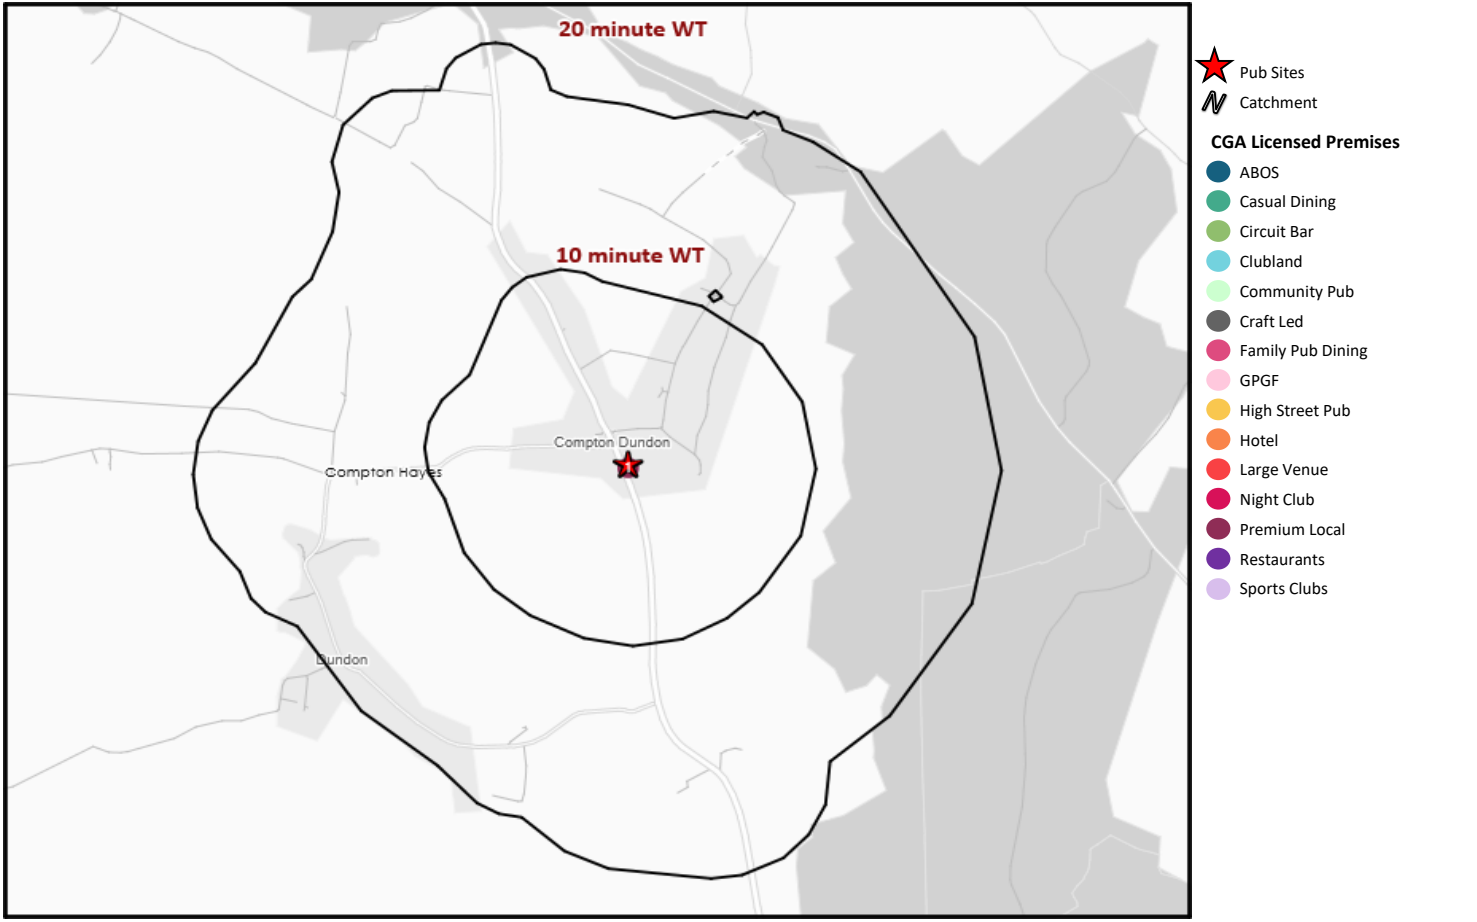 20 minute WT
10 minute WT
Compton Dundon
1
Compton Hayes
Dundon
Pub Sites
Catchment
CGA Licensed Premises
ABOS
Casual Dining
Circuit Bar
Clubland
Community Pub
Craft Led
Family Pub Dining
GPGF
High Street Pub
Hotel
Large Venue
Night Club
Premium Local
Restaurants
Sports Clubs